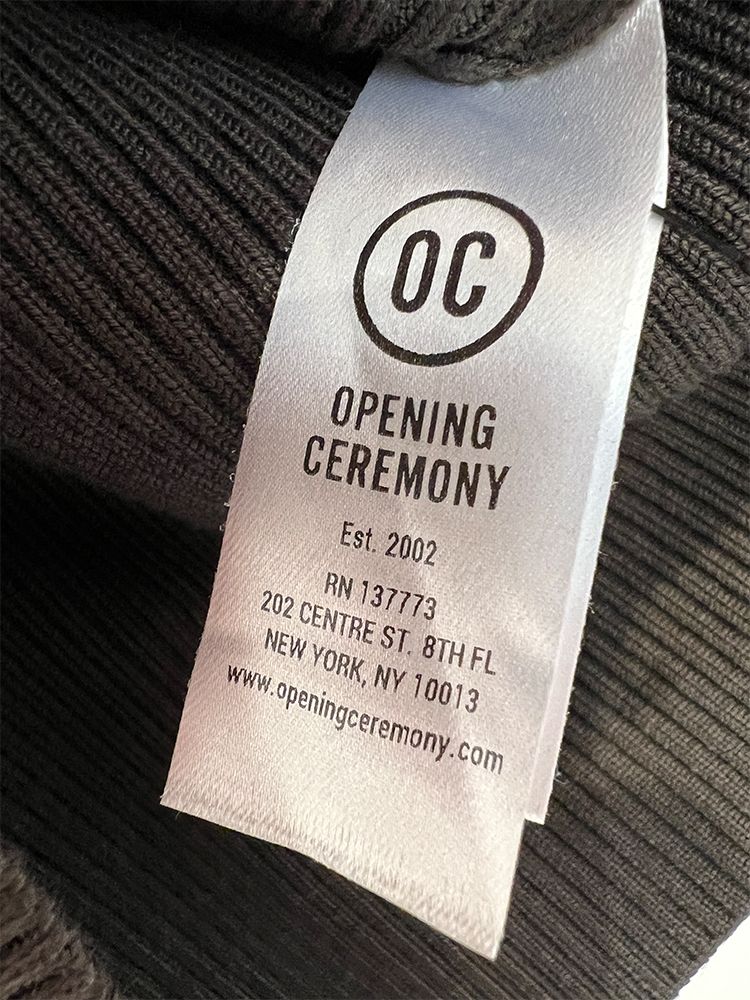 OC
OPENING
CEREMONY
Est. 2002
RN 137773
202 CENTRE ST. 8TH FL
NEW YORK, NY 10013
www.openingceremony.com